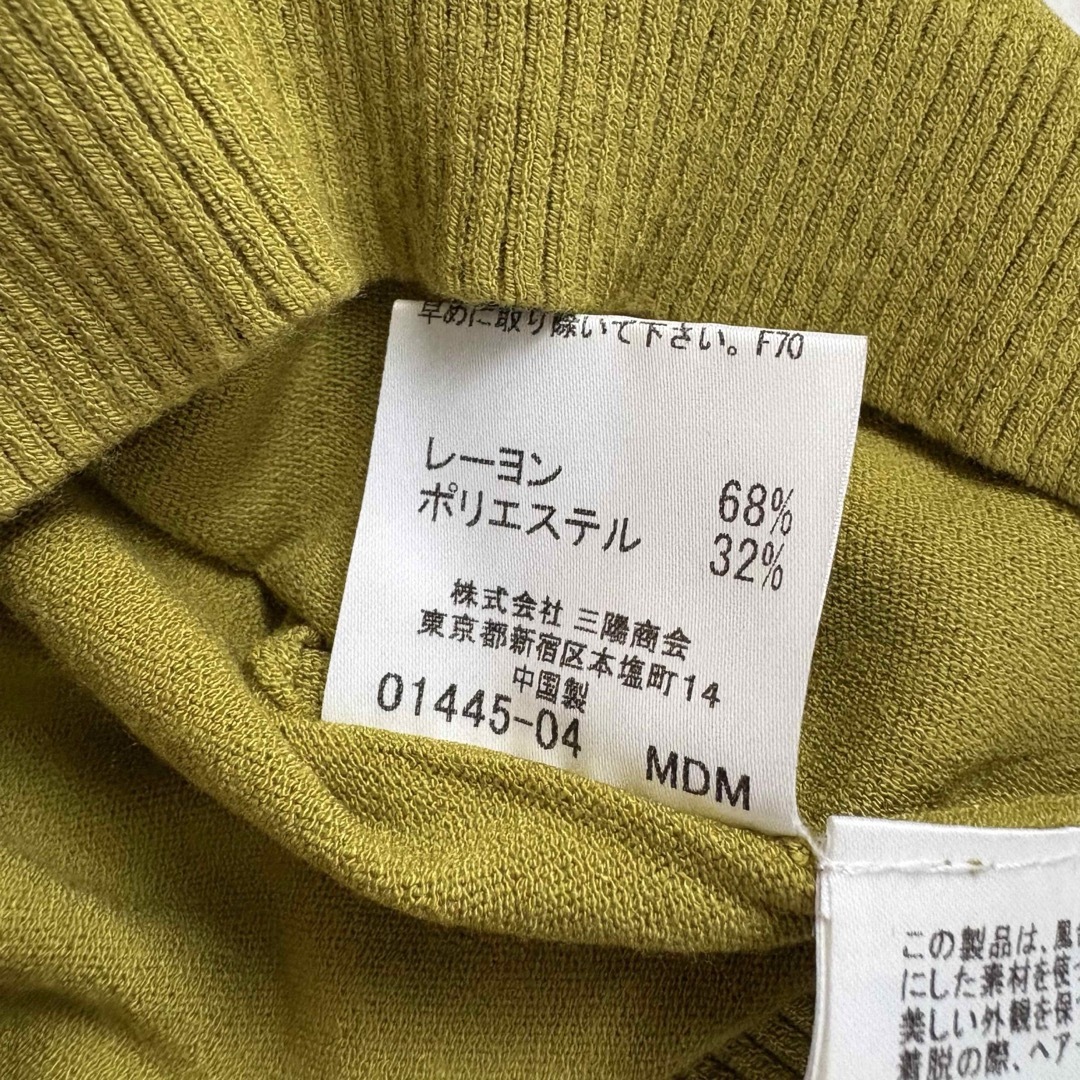 早めに取り除いて下さい。F70
レーヨン 68%
ポリエステル 32%
株式会社 三陽商会
東京都新宿区本塩町14
中国製
01445-04 MDM
この製品は、風
にした素材を使っ
美しい外観を保
着脱の際、ヘアー